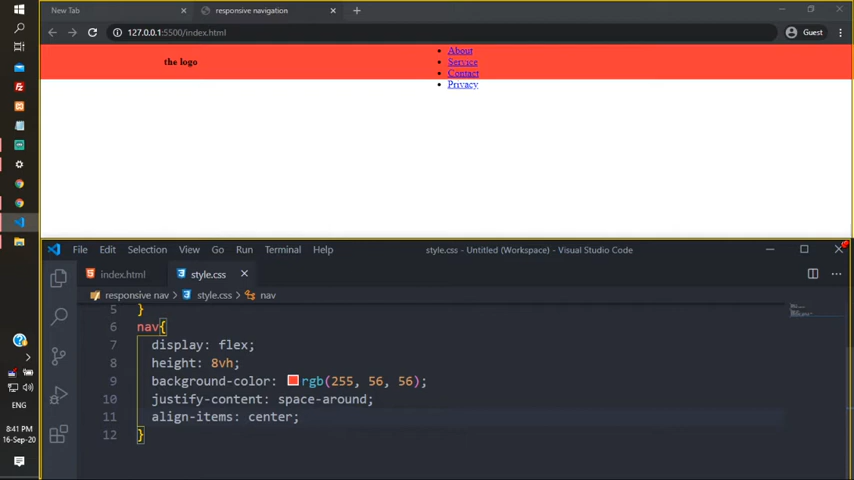 New Tab
responsive navigation
127.0.0.1:5500/index.html
Guest
the logo
About
Service
Contact
Privacy
File Edit Selection View Go Run Terminal Help
style.css - Untitled (Workspace) - Visual Studio Code
index.html
style.css
responsive nav > style.css > nav
5 }
6 nav{
7 display: flex;
8 height: 8vh;
9 background-color: rgb(255, 56, 56);
10 justify-content: space-around;
11 align-items: center;
12 }
ENG
8:41 PM
16-Sep-20